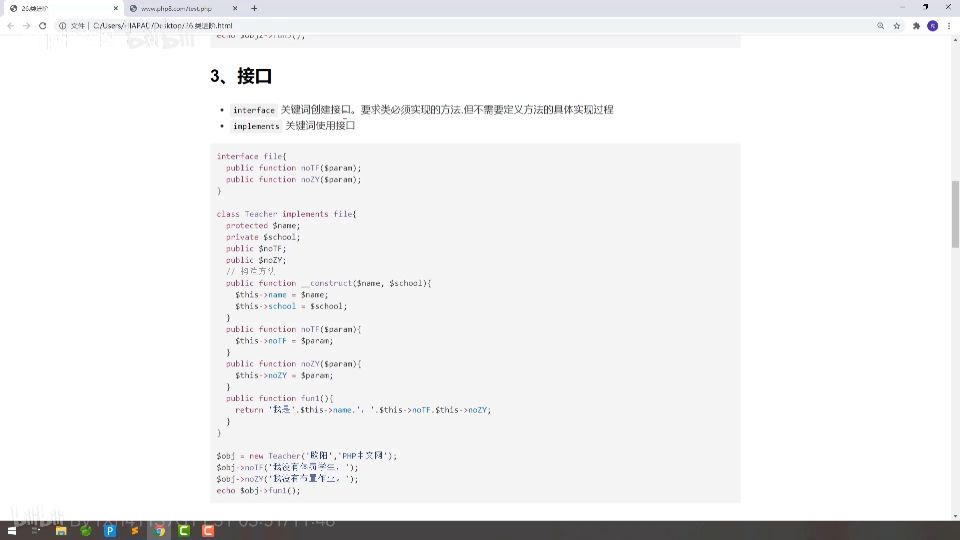 26.类进阶
www.php8.com/test.php
文件 | C:/Users/HIAPAD/Desktop/26.类进阶.html
echo $obj2->fun3();
3、接口
interface 关键词创建接口。要求类必须实现的方法,但不需要定义方法的具体实现过程
implements 关键词使用接口
interface file{
public function noTF($param);
public function noZY($param);
}
class Teacher implements file{
protected $name;
private $school;
public $noTF;
public $noZY;
// 构造方法
public function __construct($name, $school){
$this->name = $name;
$this->school = $school;
}
public function noTF($param){
$this->noTF = $param;
}
public function noZY($param){
$this->noZY = $param;
}
public function fun1(){
return '我是'.$this->name.'，'.$this->noTF.$this->noZY;
}
}
$obj = new Teacher('欧阳','PHP中文网');
$obj->noTF('我没有体罚学生，');
$obj->noZY('我没有布置作业，');
echo $obj->fun1();
bilibili